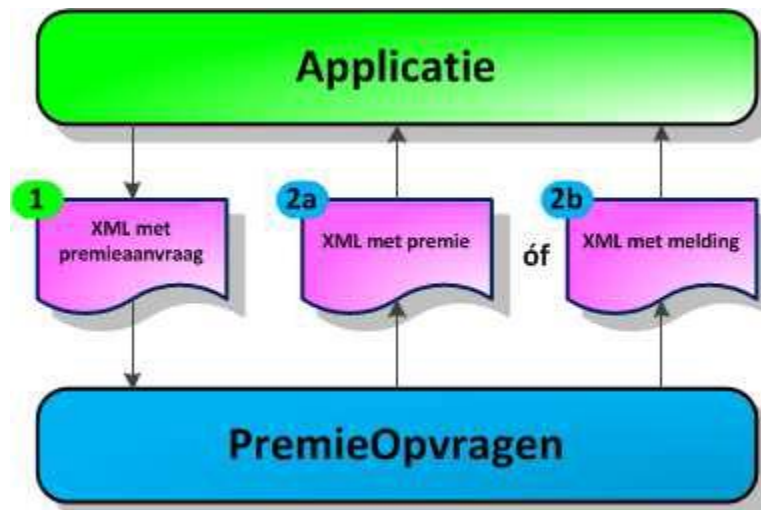 Applicatie
1
XML met
premieaanvraag
2a
XML met premie
óf
2b
XML met melding
PremieOpvragen